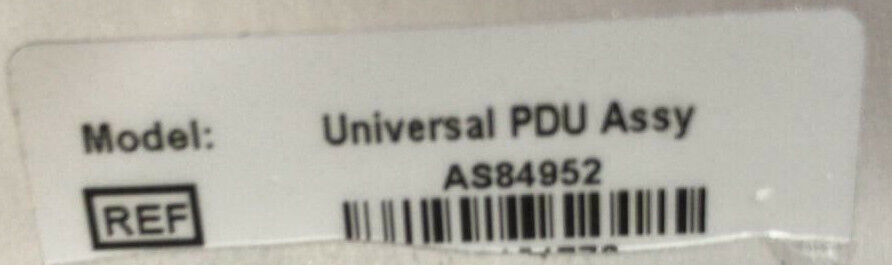 Model: Universal PDU Assy
AS84952
REF